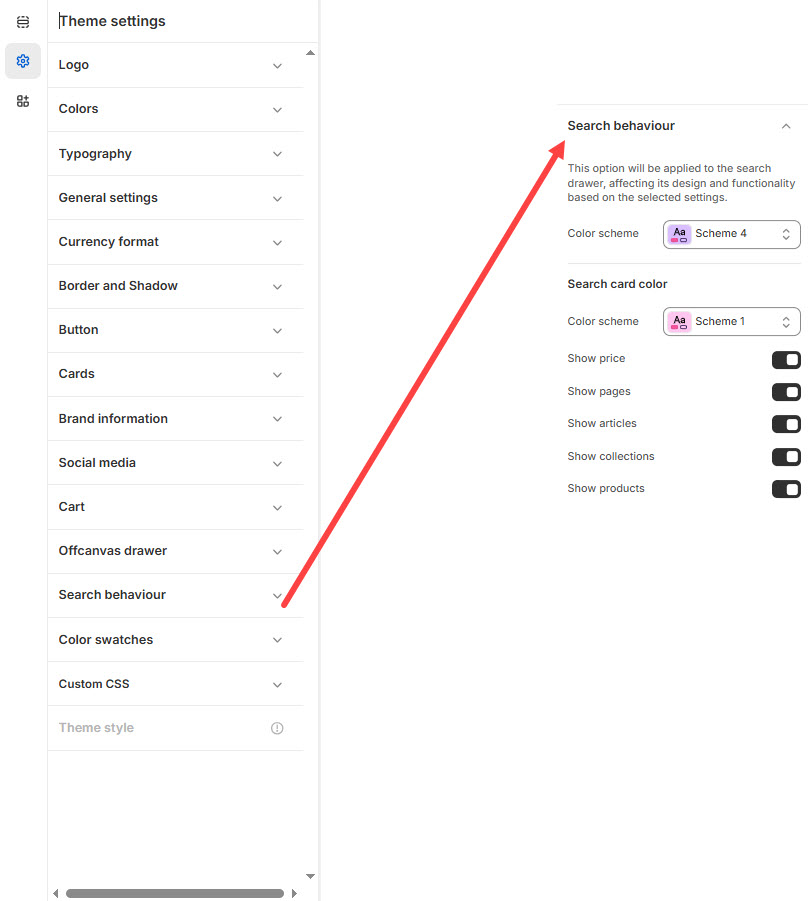 Theme settings
Logo
Colors
Typography
General settings
Currency format
Border and Shadow
Button
Cards
Brand information
Social media
Cart
Offcanvas drawer
Search behaviour
Color swatches
Custom CSS
Theme style
Search behaviour
This option will be applied to the search
drawer, affecting its design and functionality
based on the selected settings.
Color scheme
Aa Scheme 4
Search card color
Color scheme
Aa Scheme 1
Show price
Show pages
Show articles
Show collections
Show products